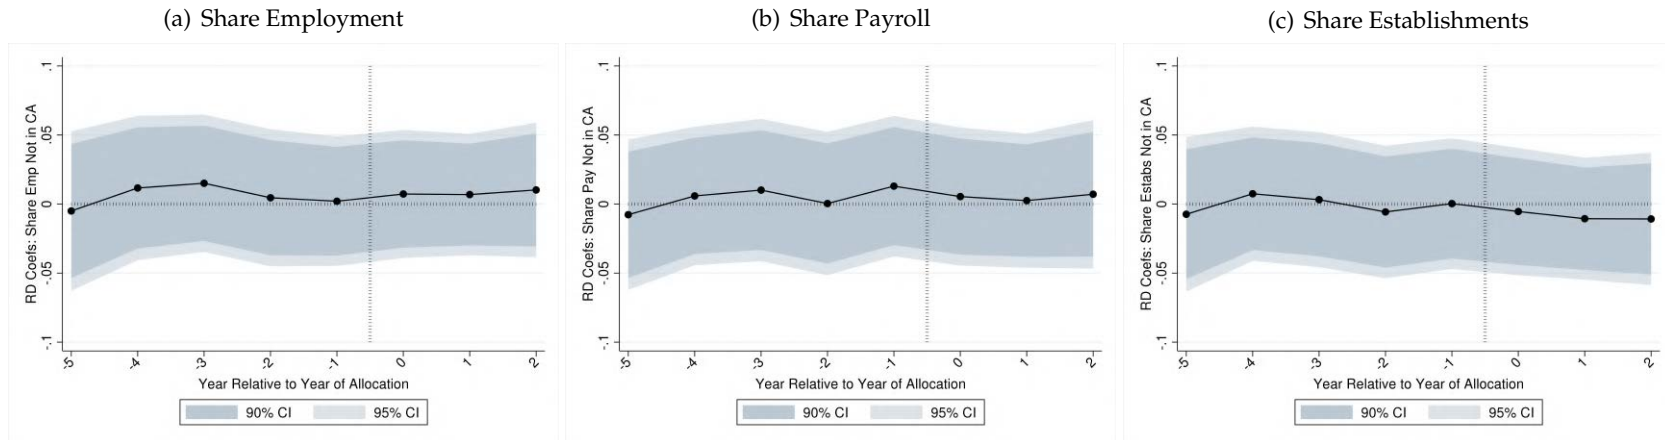 (a) Share Employment
RD Coefs: Share Emp Not in CA
.1
.05
0
-.05
-.1
-5 -4 -3 -2 -1 0 1 2
Year Relative to Year of Allocation
90% CI 95% CI
(b) Share Payroll
RD Coefs: Share Pay Not in CA
.1
.05
0
-.05
-.1
-5 -4 -3 -2 -1 0 1 2
Year Relative to Year of Allocation
90% CI 95% CI
(c) Share Establishments
RD Coefs: Share Estabs Not in CA
.1
.05
0
-.05
-.1
-5 -4 -3 -2 -1 0 1 2
Year Relative to Year of Allocation
90% CI 95% CI